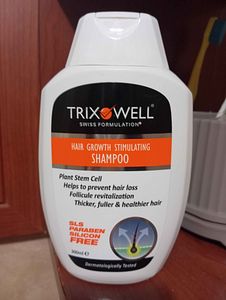 TRIXOWELL®
SWISS FORMULATION®
HAIR GROWTH STIMULATING
SHAMPOO
Plant Stem Cell
Helps to prevent hair loss
Follicule revitalization
Thicker, fuller & healthier hair
SLS
PARABEN
SILICON
FREE
300ml e
Dermatologically Tested